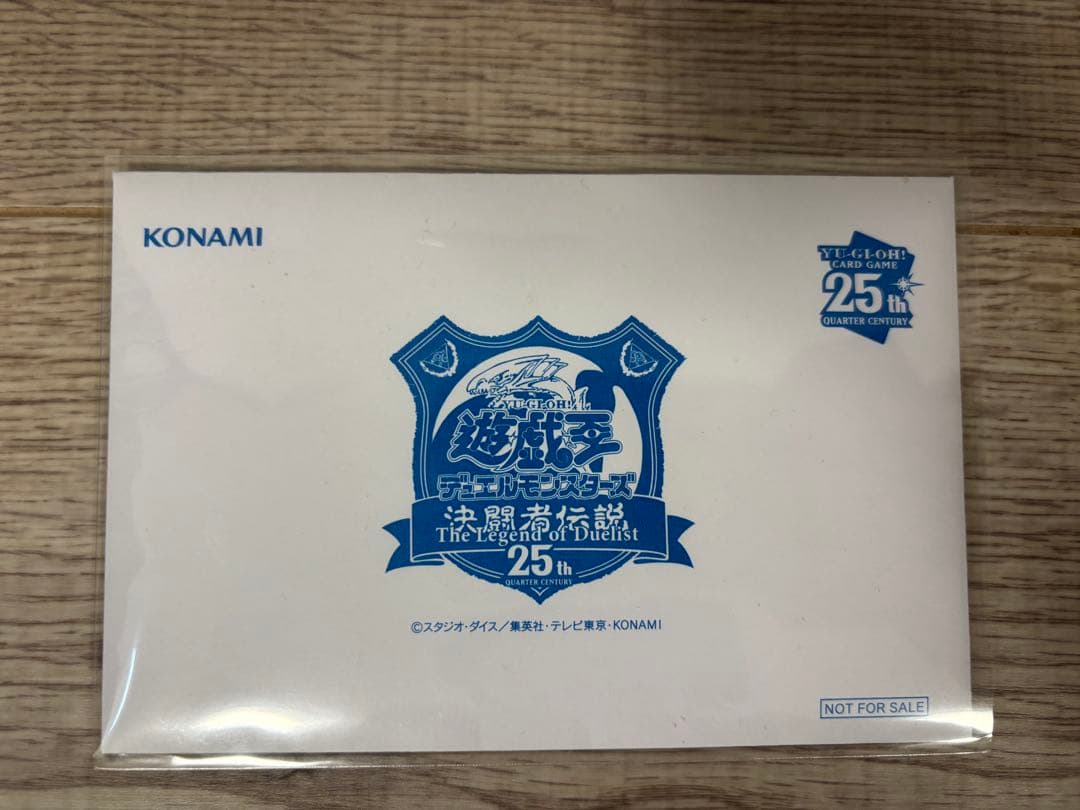 KONAMI
YU-GI-OH!
CARD GAME
25th
QUARTER CENTURY
YU-GI-OH!
遊戯王
デュエルモンスターズ
決闘者伝説
The Legend of Duelist
25th
QUARTER CENTURY
©スタジオ・ダイス／集英社・テレビ東京・KONAMI
NOT FOR SALE